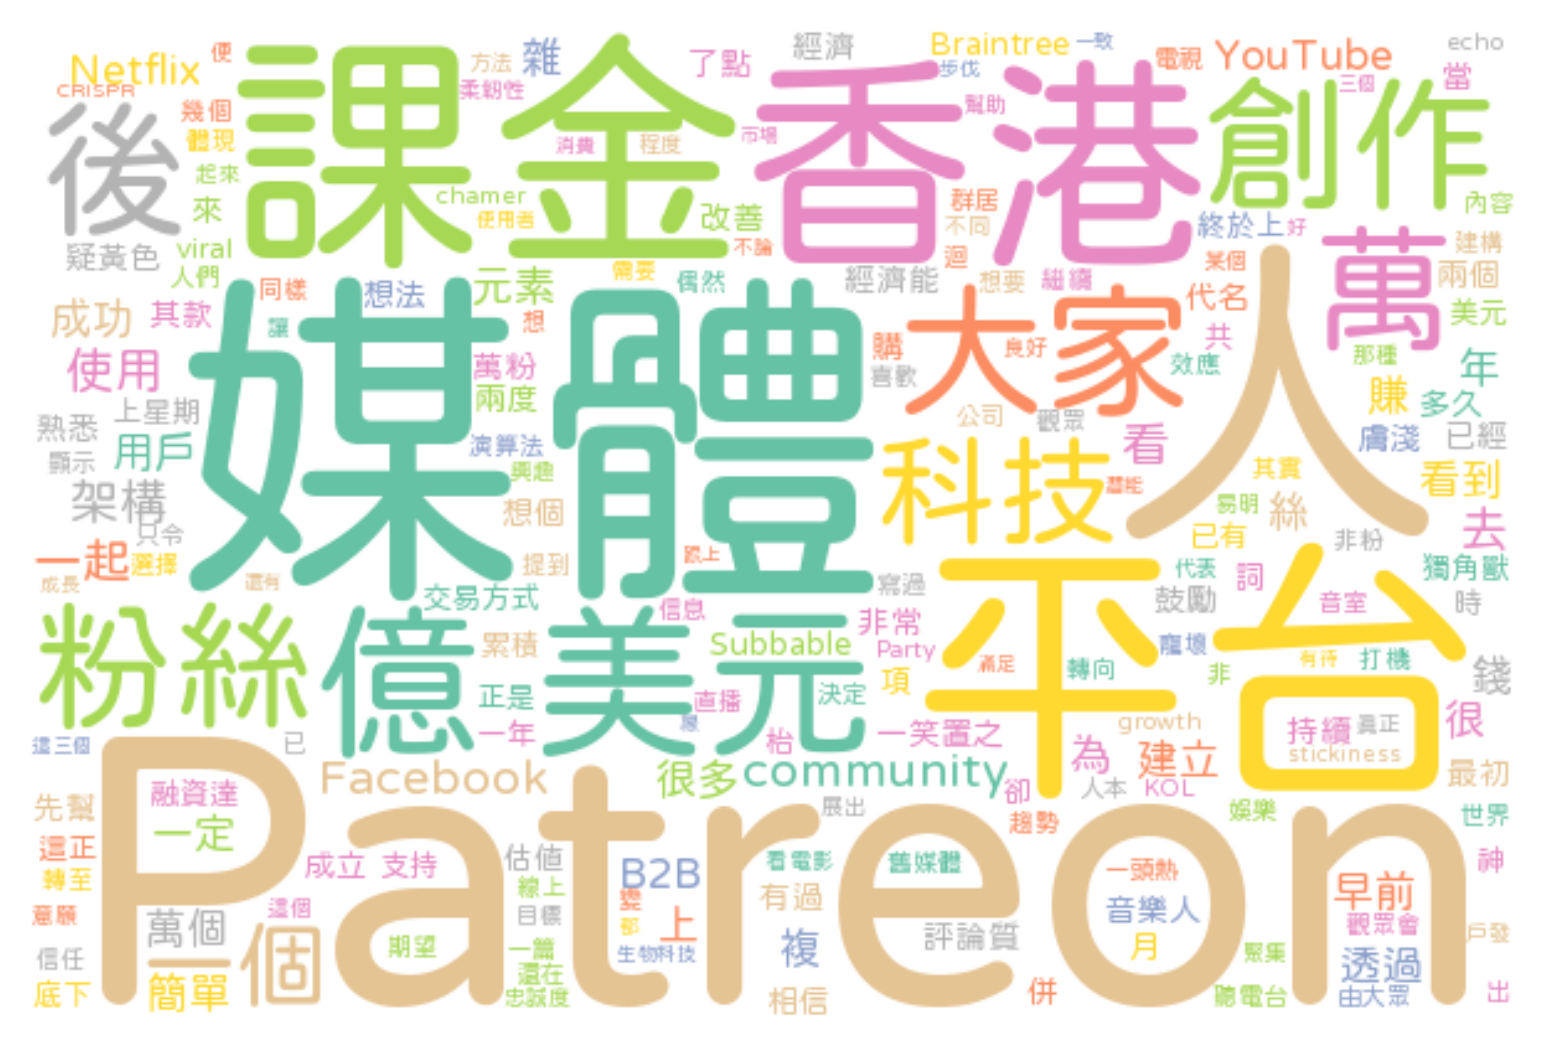 Netflix
便
方法
雜
了點
經濟
Braintree
一致
電視
YouTube
echo
CRISPR
課金
柔韌性
香港
步伐
三個
當
後
幾個
體現
消費
程度
市場
幫助
創作
起來
來
chamer
使用者
改善
不論
群居
不同
終於上
好
內容
疑黃色
viral
人們
同樣
想法
元素
需要
偶然
經濟能
迴
想要
繼續
某個
萬
建構
兩個
成功
其款
讓
想
媒體
大家
代名
共
人
美元
使用
萬粉
購
良好
效應
那種
年
上星期
兩度
喜歡
賺
多久
熟悉
用戶
演算法
公司
觀眾
看
膚淺
已經
顯示
興趣
科技
潛能
其實
看到
架構
只令
想個
易明
絲
已有
非粉
去
一起
選擇
提到
跟上
成長
還有
交易方式
寫過
平台
代表
詞
鼓勵
音室
獨角獸
時
粉絲
億
美元
累積
信息
Subbable
非常
Party
滿足
龐壞
有待
打機
正是
直播
決定
項
轉向
非
錢
這三個
已
一年
枱
一笑置之
growth
持續
真正
很
Patreon
Facebook
很多
community
卻
為
建立
stickiness
人本
KOL
最初
先幫
融資達
一定
展出
趨勢
娛樂
世界
這正
轉至
成立
支持
估值
線上
B2B
看電影
舊媒體
一頭熱
早前
神
意願
萬個
這個
個
目標
變
上
有過
評論質
音樂人
觀眾會
戶發
信任
期望
一篇
還在
生物科技
複
月
聚集
透過
底下
簡單
忠誠度
相信
併
聽電台
由大眾
出